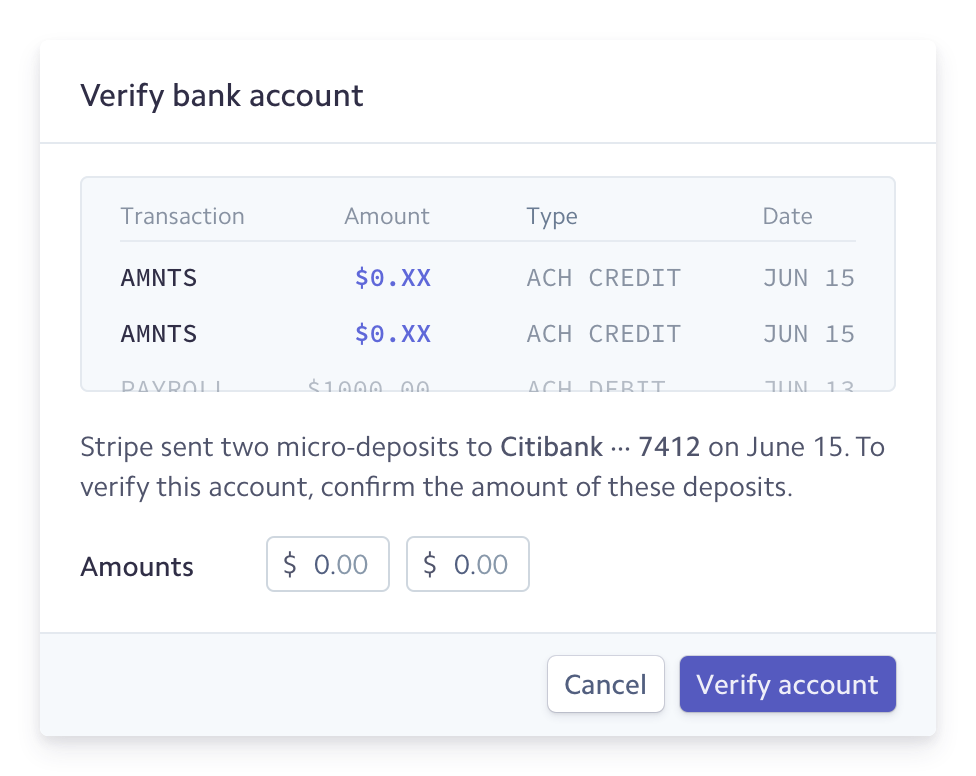 Verify bank account
Transaction Amount Type Date
AMNTS $0.XX ACH CREDIT JUN 15
AMNTS $0.XX ACH CREDIT JUN 15
PAYROLL $1000.00 ACH DEBIT JUN 13
Stripe sent two micro-deposits to Citibank ··· 7412 on June 15. To
verify this account, confirm the amount of these deposits.
Amounts $ 0.00 $ 0.00
Cancel Verify account